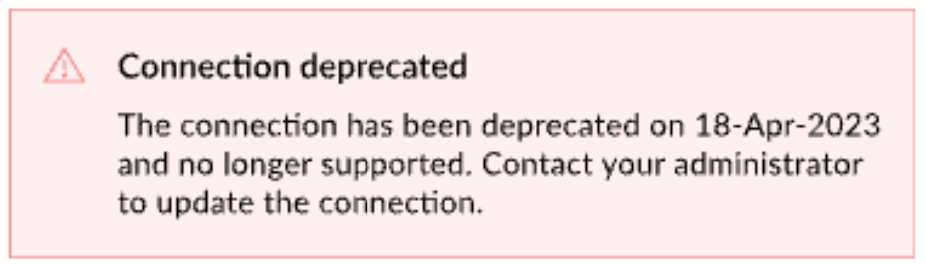 Connection deprecated
The connection has been deprecated on 18-Apr-2023
and no longer supported. Contact your administrator
to update the connection.